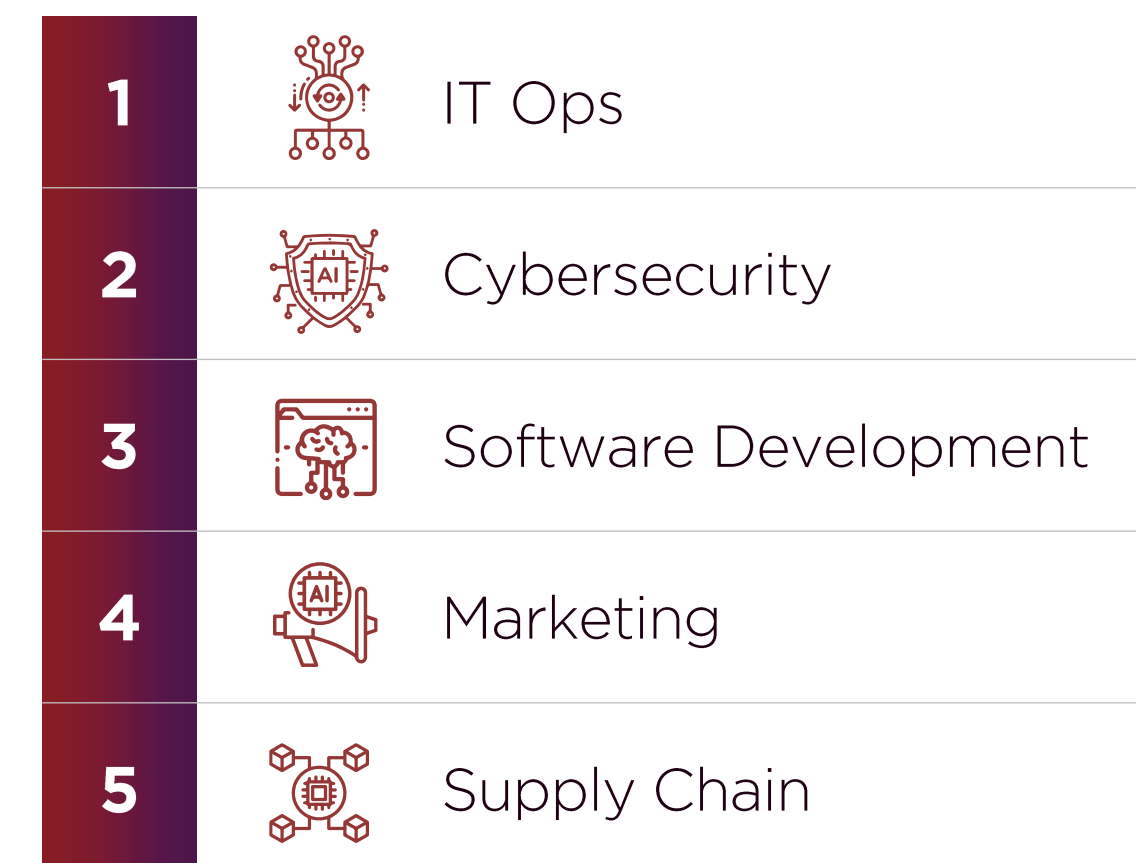 1 IT Ops
2 AI Cybersecurity
3 Software Development
4 AI Marketing
5 Supply Chain